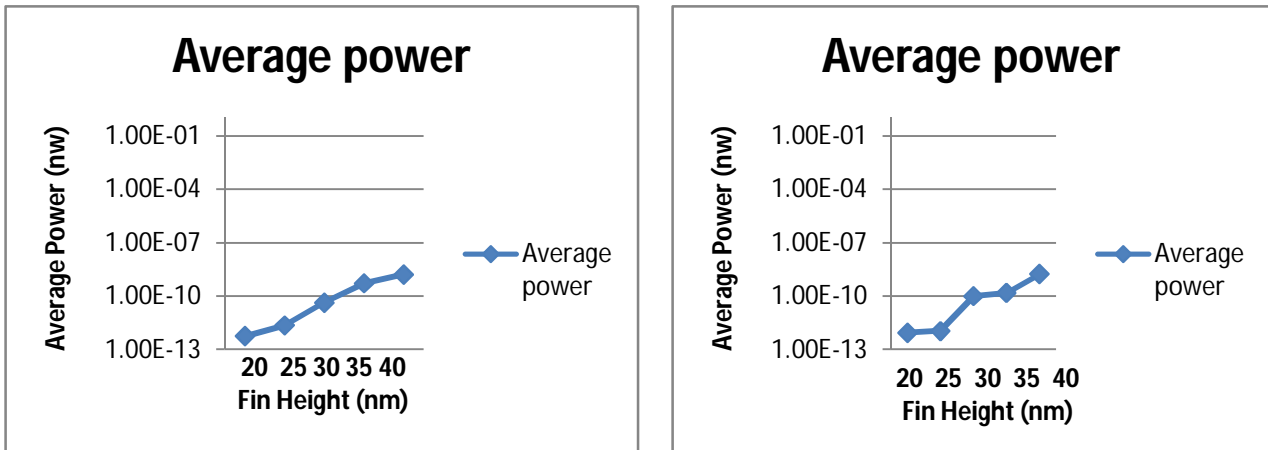 Average power
Average Power (nw)
1.00E-01
1.00E-04
1.00E-07
1.00E-10
1.00E-13
20 25 30 35 40
Fin Height (nm)
Average
power
Average power
Average Power (nw)
1.00E-01
1.00E-04
1.00E-07
1.00E-10
1.00E-13
20 25 30 35 40
Fin Height (nm)
Average
power